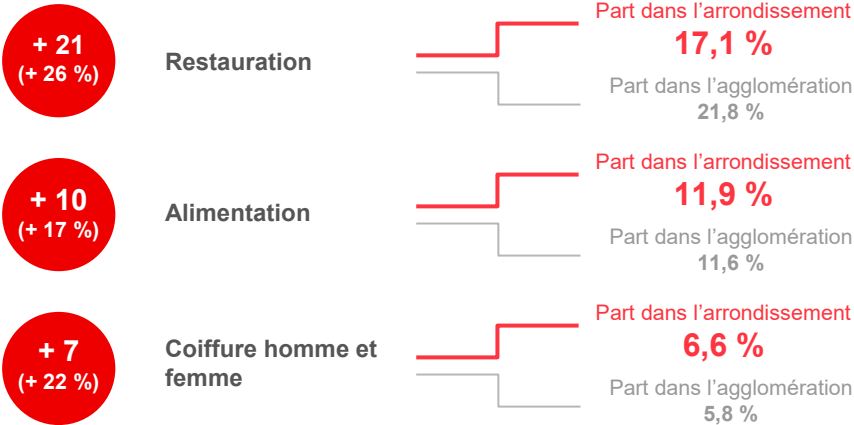 + 21
(+ 26 %)
Restauration
Part dans l’arrondissement
17,1 %
Part dans l’agglomération
21,8 %
+ 10
(+ 17 %)
Alimentation
Part dans l’arrondissement
11,9 %
Part dans l’agglomération
11,6 %
+ 7
(+ 22 %)
Coiffure homme et
femme
Part dans l’arrondissement
6,6 %
Part dans l’agglomération
5,8 %